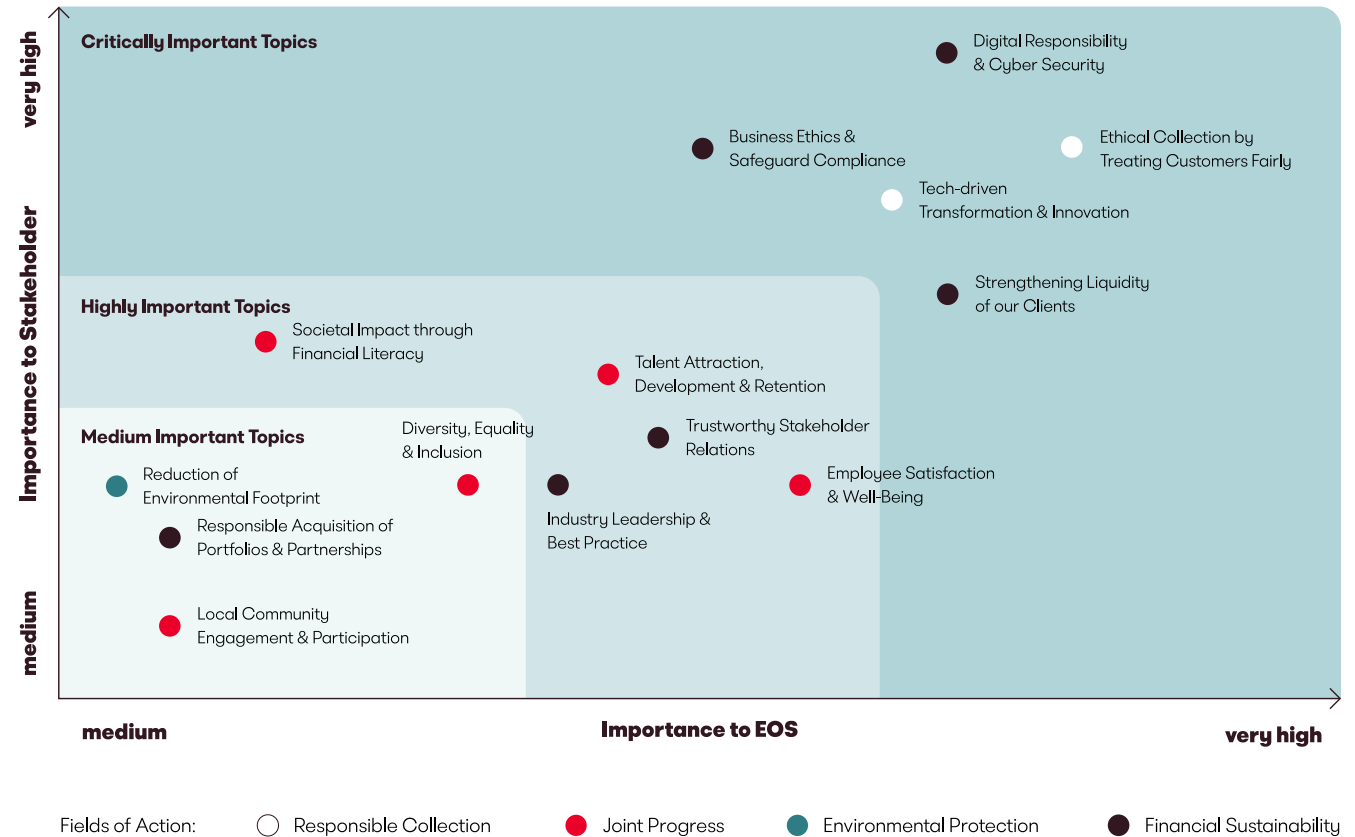 very high
Importance to Stakeholder
medium
Critically Important Topics
Digital Responsibility
& Cyber Security
Business Ethics &
Safeguard Compliance
Ethical Collection by
Treating Customers Fairly
Tech-driven
Transformation & Innovation
Strengthening Liquidity
of our Clients
Highly Important Topics
Societal Impact through
Financial Literacy
Talent Attraction,
Development & Retention
Trustworthy Stakeholder
Relations
Employee Satisfaction
& Well-Being
Industry Leadership &
Best Practice
Medium Important Topics
Diversity, Equality
& Inclusion
Reduction of
Environmental Footprint
Responsible Acquisition of
Portfolios & Partnerships
Local Community
Engagement & Participation
medium
Importance to EOS
very high
Fields of Action:
Responsible Collection
Joint Progress
Environmental Protection
Financial Sustainability